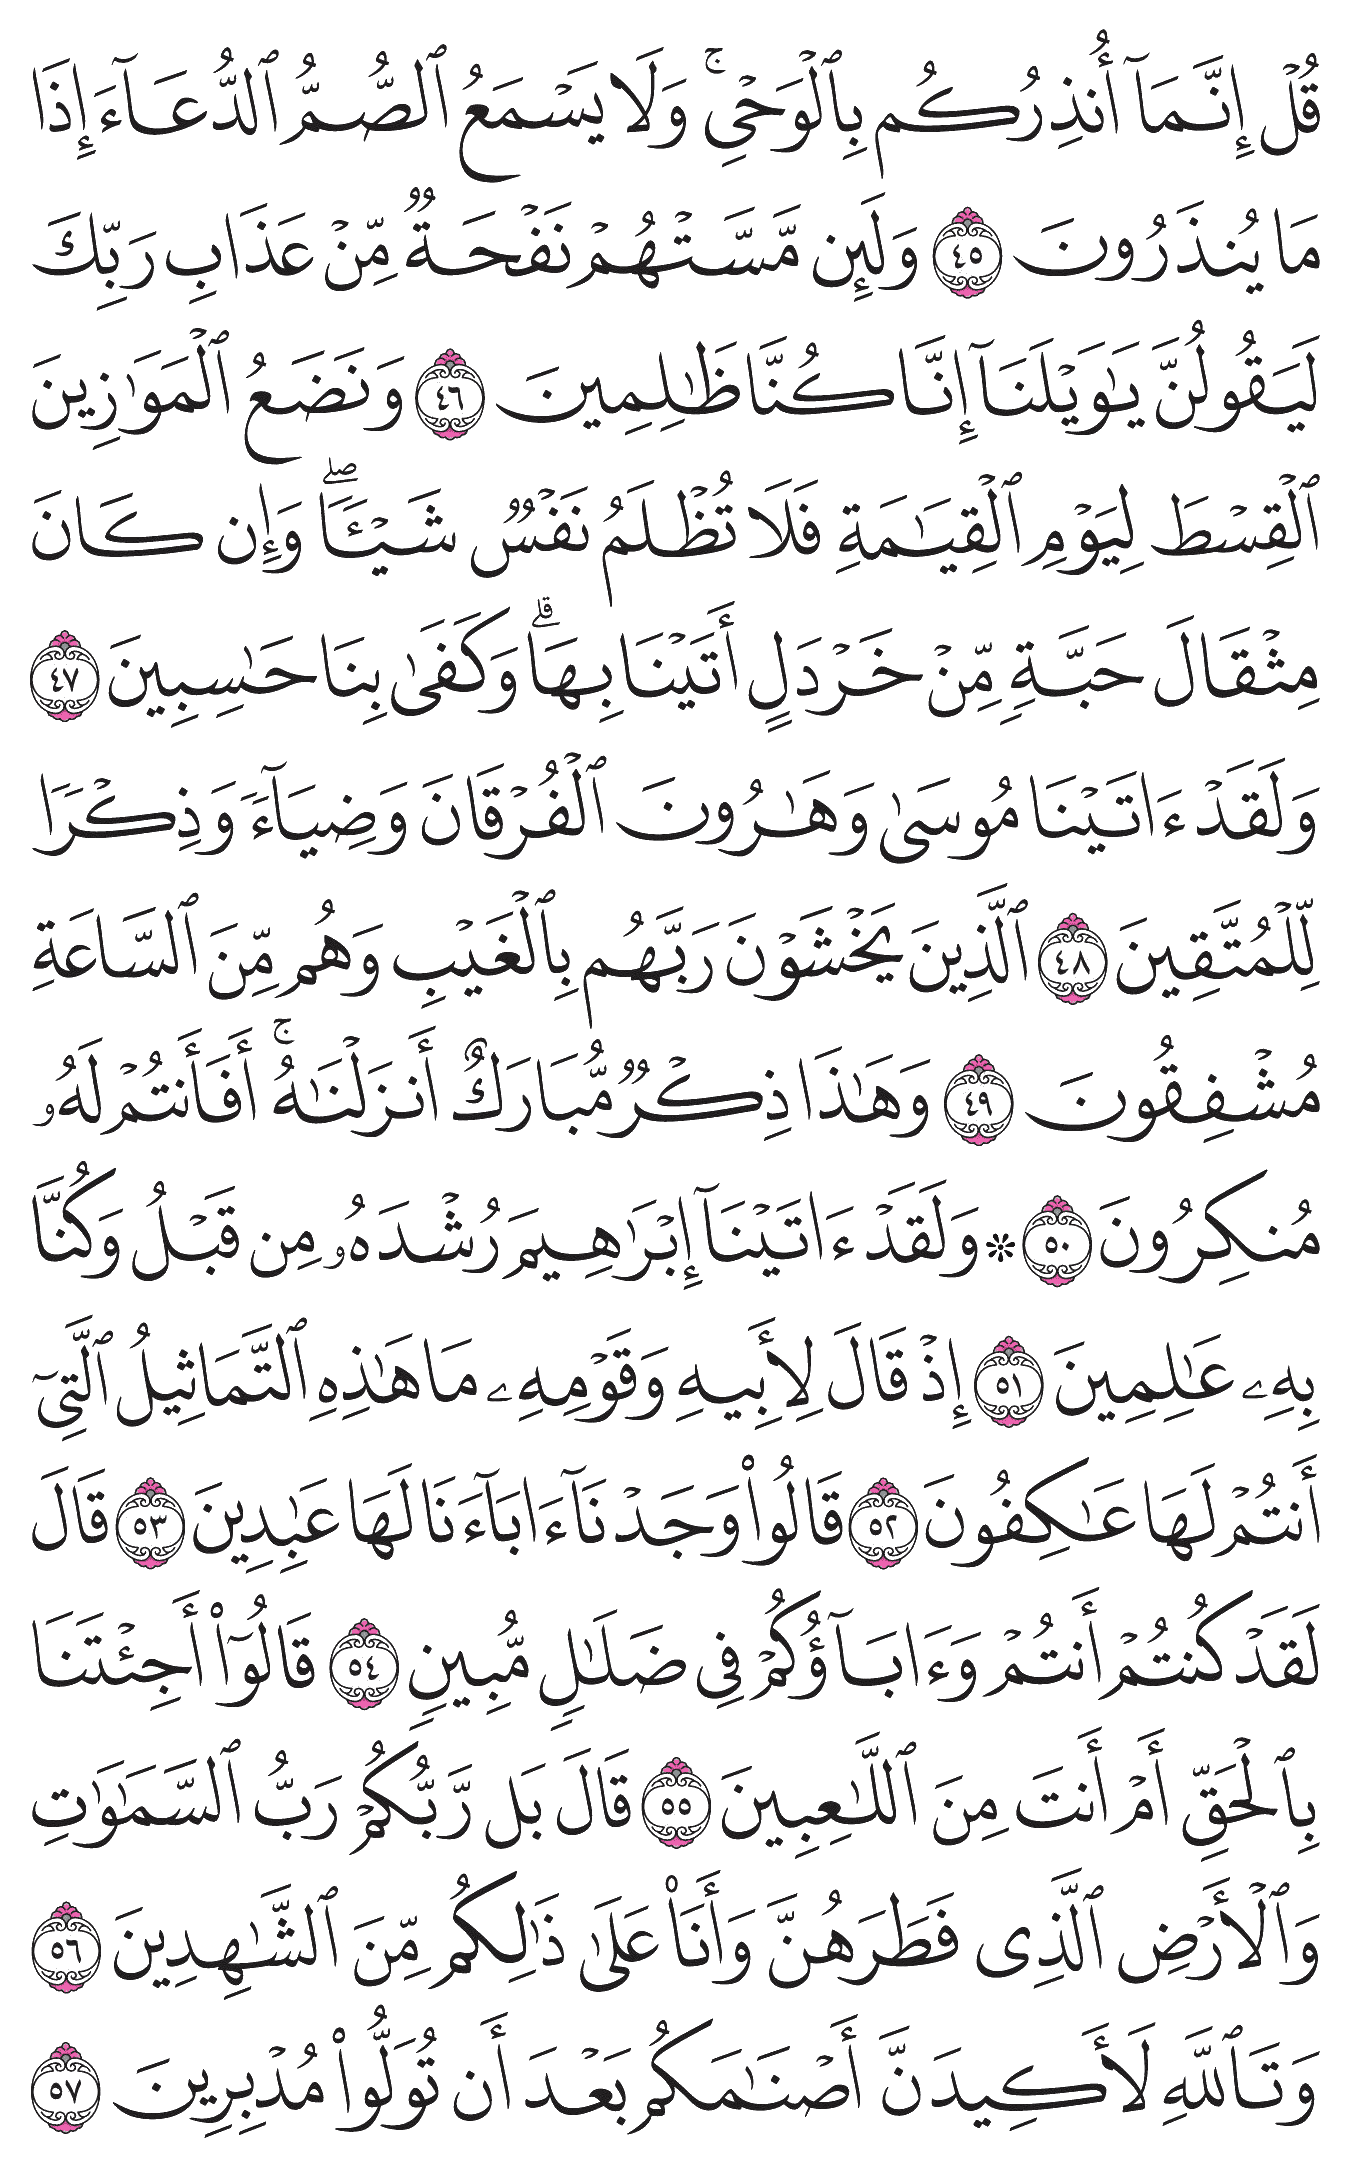 قُلۡ إِنَّمَآ أُنذِرُكُم بِٱلۡوَحۡيِۚ وَلَا يَسۡمَعُ ٱلصُّمُّ ٱلدُّعَآءَ إِذَا
مَا يُنذَرُونَ ٤٥ وَلَئِن مَّسَّتۡهُمۡ نَفۡحَةٞ مِّنۡ عَذَابِ رَبِّكَ
لَيَقُولُنَّ يَٰوَيۡلَنَآ إِنَّا كُنَّا ظَٰلِمِينَ ٤٦ وَنَضَعُ ٱلۡمَوَٰزِينَ
ٱلۡقِسۡطَ لِيَوۡمِ ٱلۡقِيَٰمَةِ فَلَا تُظۡلَمُ نَفۡسٞ شَيۡـٔٗاۖ وَإِن كَانَ
مِثۡقَالَ حَبَّةٖ مِّنۡ خَرۡدَلٍ أَتَيۡنَا بِهَاۗ وَكَفَىٰ بِنَا حَٰسِبِينَ ٤٧
وَلَقَدۡ ءَاتَيۡنَا مُوسَىٰ وَهَٰرُونَ ٱلۡفُرۡقَانَ وَضِيَآءٗ وَذِكۡرٗا
لِّلۡمُتَّقِينَ ٤٨ ٱلَّذِينَ يَخۡشَوۡنَ رَبَّهُم بِٱلۡغَيۡبِ وَهُم مِّنَ ٱلسَّاعَةِ
مُشۡفِقُونَ ٤٩ وَهَٰذَا ذِكۡرٞ مُّبَارَكٌ أَنزَلۡنَٰهُۚ أَفَأَنتُمۡ لَهُۥ
مُنكِرُونَ ٥٠ ۞ وَلَقَدۡ ءَاتَيۡنَآ إِبۡرَٰهِيمَ رُشۡدَهُۥ مِن قَبۡلُ وَكُنَّا
بِهِۦ عَٰلِمِينَ ٥١ إِذۡ قَالَ لِأَبِيهِ وَقَوۡمِهِۦ مَا هَٰذِهِ ٱلتَّمَاثِيلُ ٱلَّتِيٓ
أَنتُمۡ لَهَا عَٰكِفُونَ ٥٢ قَالُواْ وَجَدۡنَآ ءَابَآءَنَا لَهَا عَٰبِدِينَ ٥٣ قَالَ
لَقَدۡ كُنتُمۡ أَنتُمۡ وَءَابَآؤُكُمۡ فِي ضَلَٰلٖ مُّبِينٖ ٥٤ قَالُوٓاْ أَجِئۡتَنَا
بِٱلۡحَقِّ أَمۡ أَنتَ مِنَ ٱللَّٰعِبِينَ ٥٥ قَالَ بَل رَّبُّكُمۡ رَبُّ ٱلسَّمَٰوَٰتِ
وَٱلۡأَرۡضِ ٱلَّذِي فَطَرَهُنَّ وَأَنَا۠ عَلَىٰ ذَٰلِكُم مِّنَ ٱلشَّٰهِدِينَ ٥٦
وَتَٱللَّهِ لَأَكِيدَنَّ أَصۡنَٰمَكُم بَعۡدَ أَن تُوَلُّواْ مُدۡبِرِينَ ٥٧